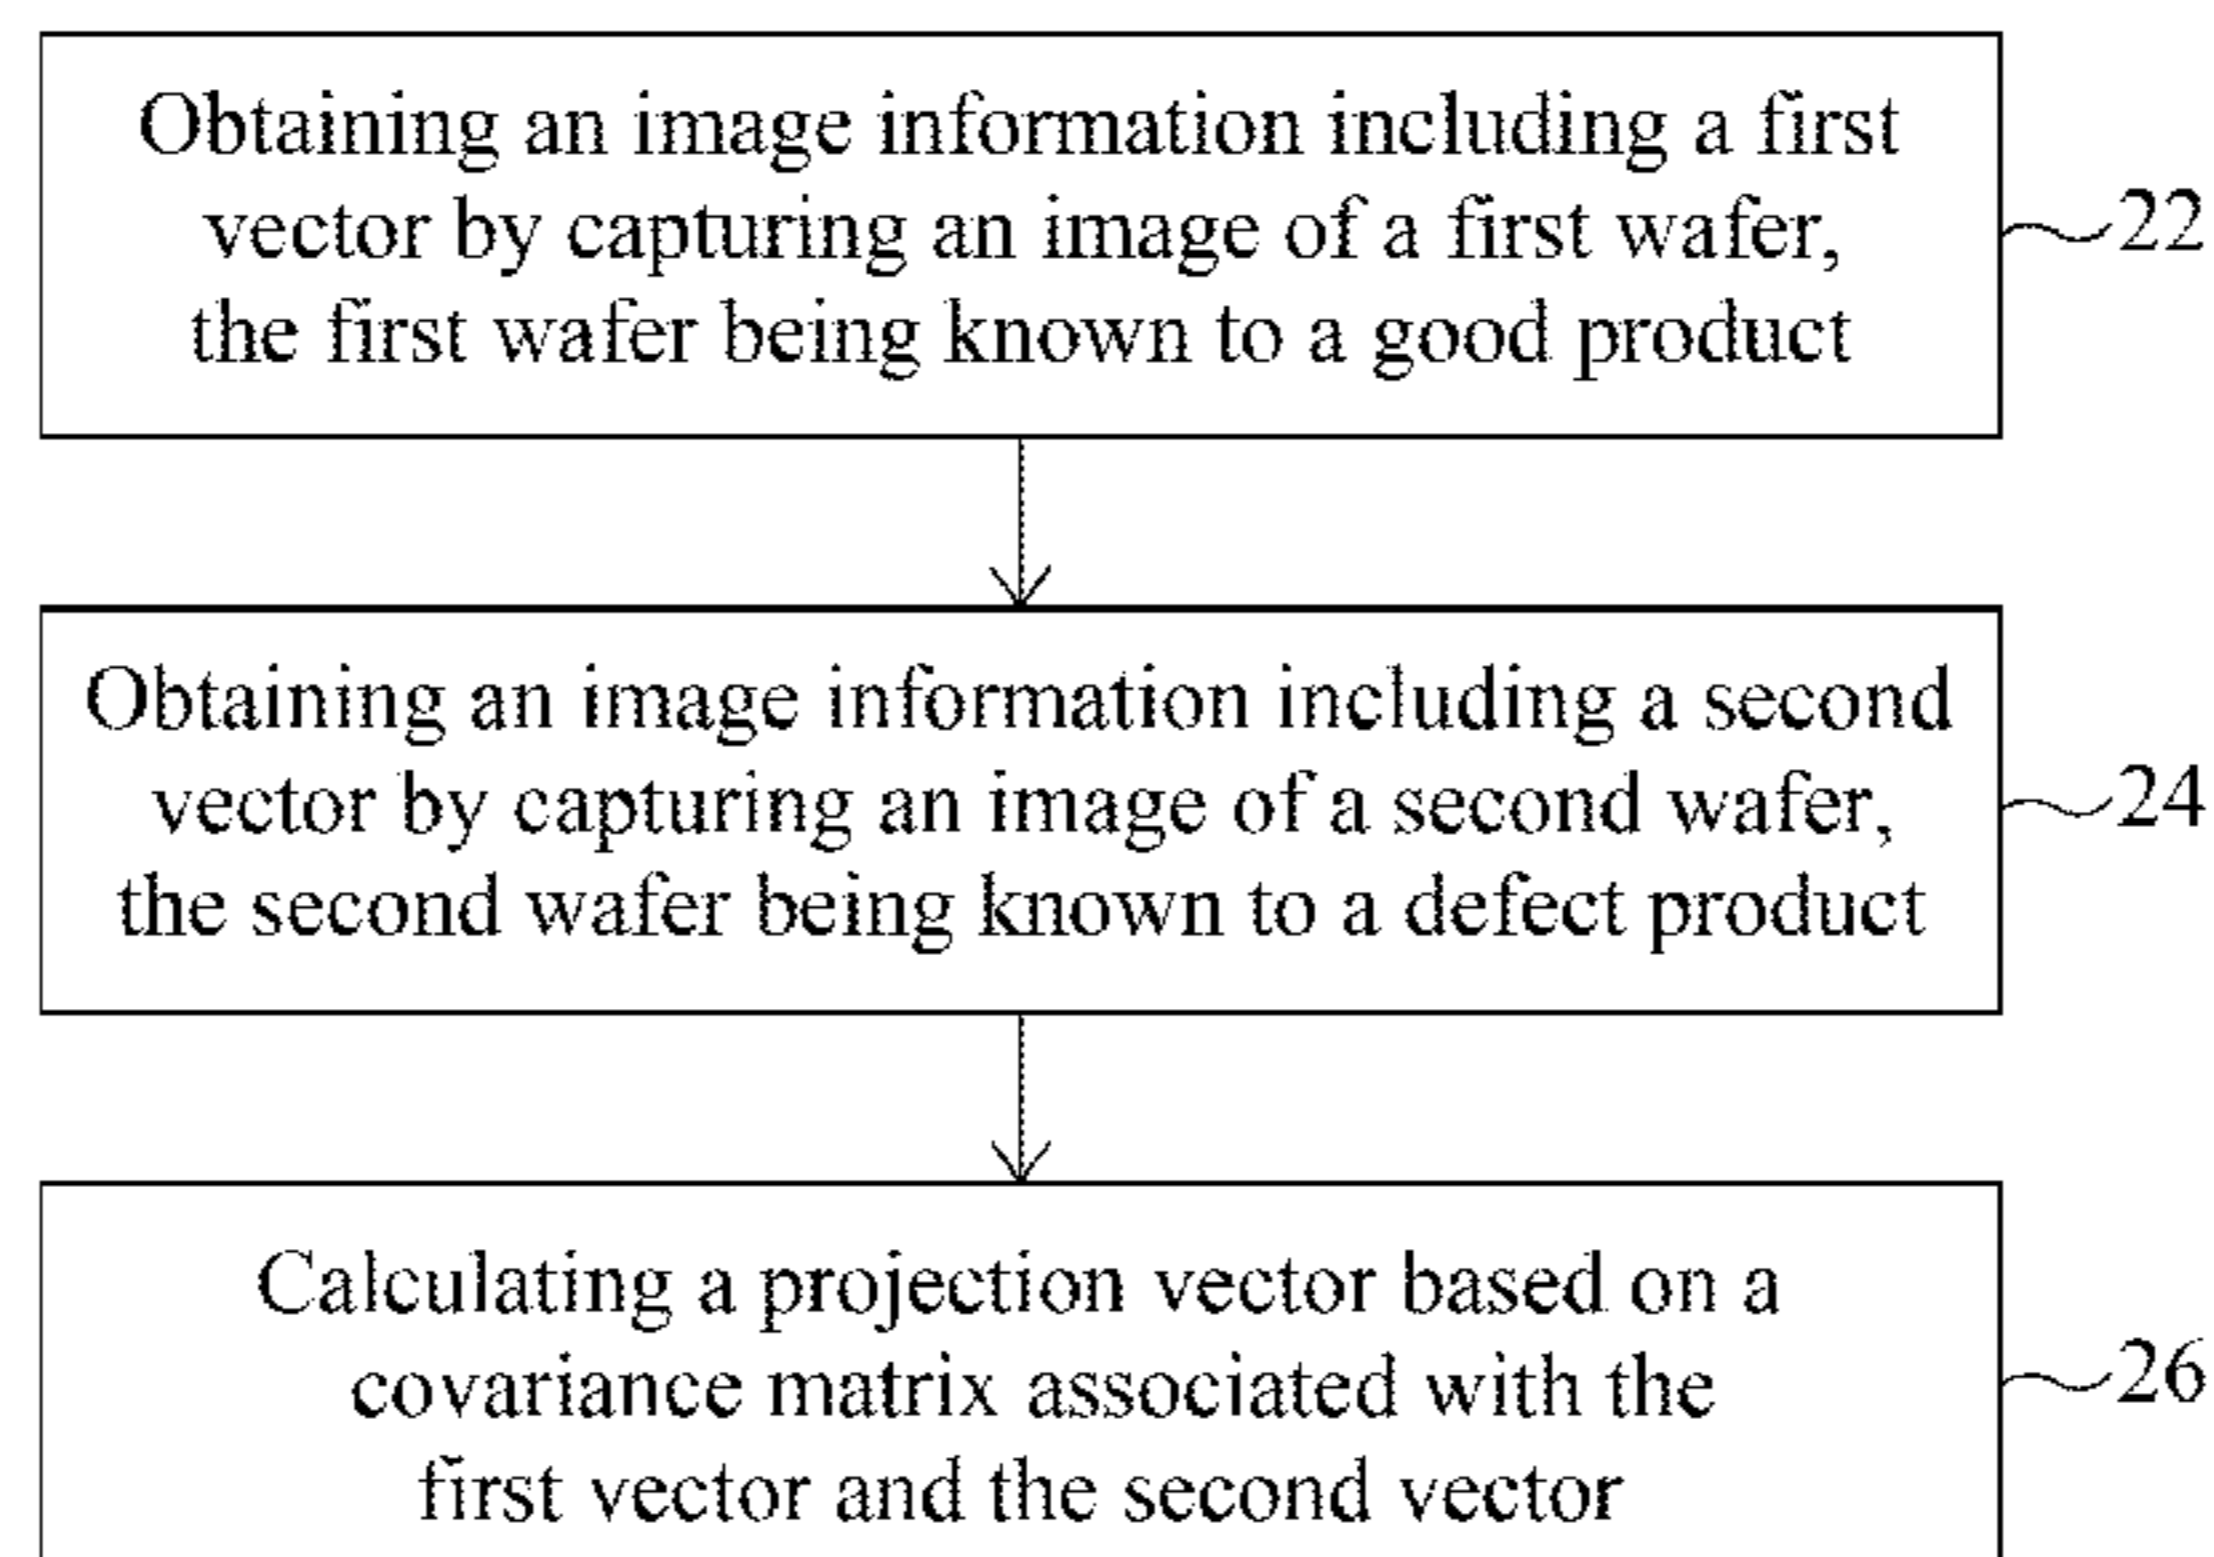 Obtaining an image information including a first
vector by capturing an image of a first wafer,
the first wafer being known to a good product
22
Obtaining an image information including a second
vector by capturing an image of a second wafer,
the second wafer being known to a defect product
24
Calculating a projection vector based on a
covariance matrix associated with the
first vector and the second vector
26